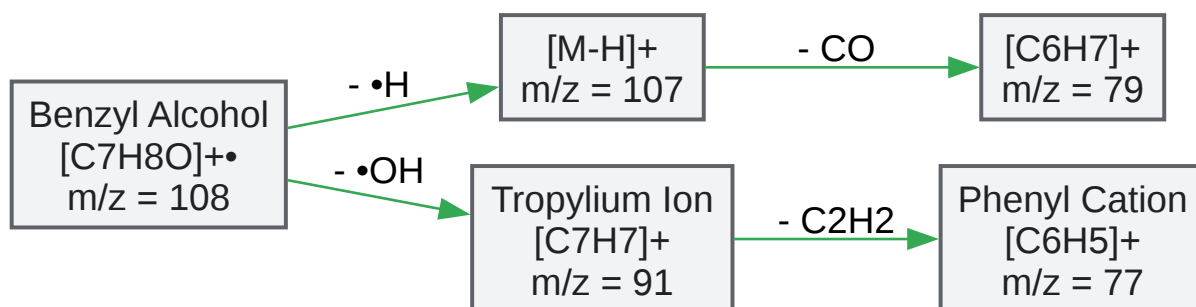 Benzyl Alcohol
[C7H8O]+•
m/z = 108
- •H
[M-H]+
m/z = 107
- CO
[C6H7]+
m/z = 79
- •OH
Tropylium Ion
[C7H7]+
m/z = 91
- C2H2
Phenyl Cation
[C6H5]+
m/z = 77